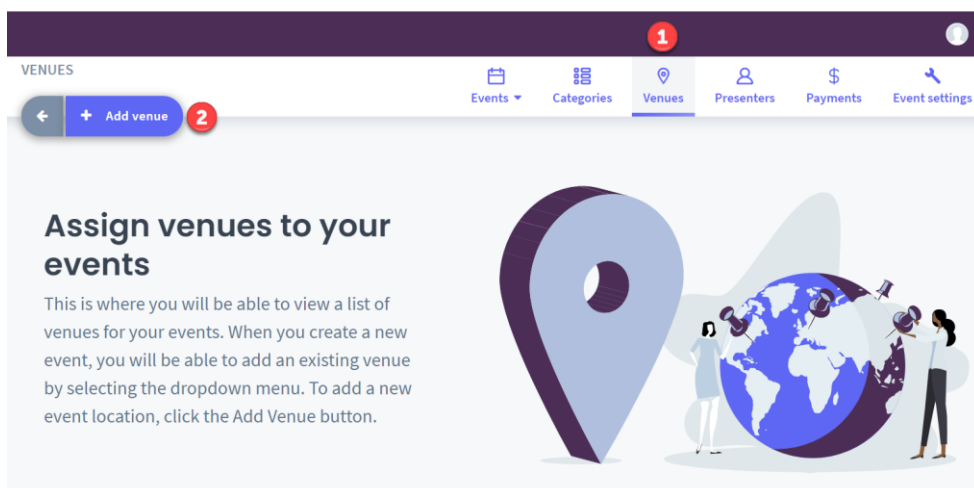 1
VENUES
Events
Categories
Venues
Presenters
Payments
Event settings
+ Add venue
2
Assign venues to your
events
This is where you will be able to view a list of
venues for your events. When you create a new
event, you will be able to add an existing venue
by selecting the dropdown menu. To add a new
event location, click the Add Venue button.